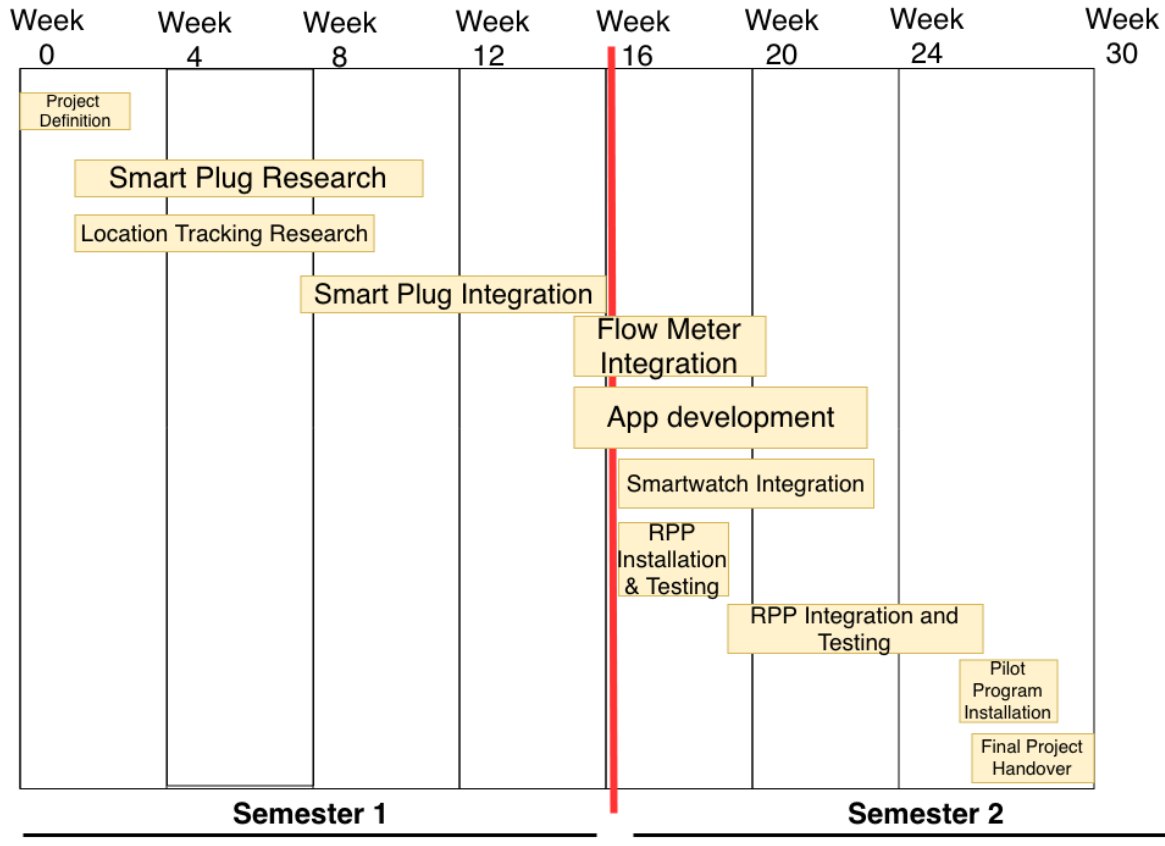 Week Week Week Week Week Week Week Week
0 4 8 12 16 20 24 30
Project
Definition
Smart Plug Research
Location Tracking Research
Smart Plug Integration
Flow Meter
Integration
App development
Smartwatch Integration
RPP
Installation
& Testing
RPP Integration and
Testing
Pilot
Program
Installation
Final Project
Handover
Semester 1 Semester 2